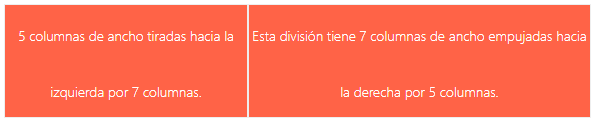 5 columnas de ancho tiradas hacia la
izquierda por 7 columnas.
Esta división tiene 7 columnas de ancho empujadas hacia
la derecha por 5 columnas.